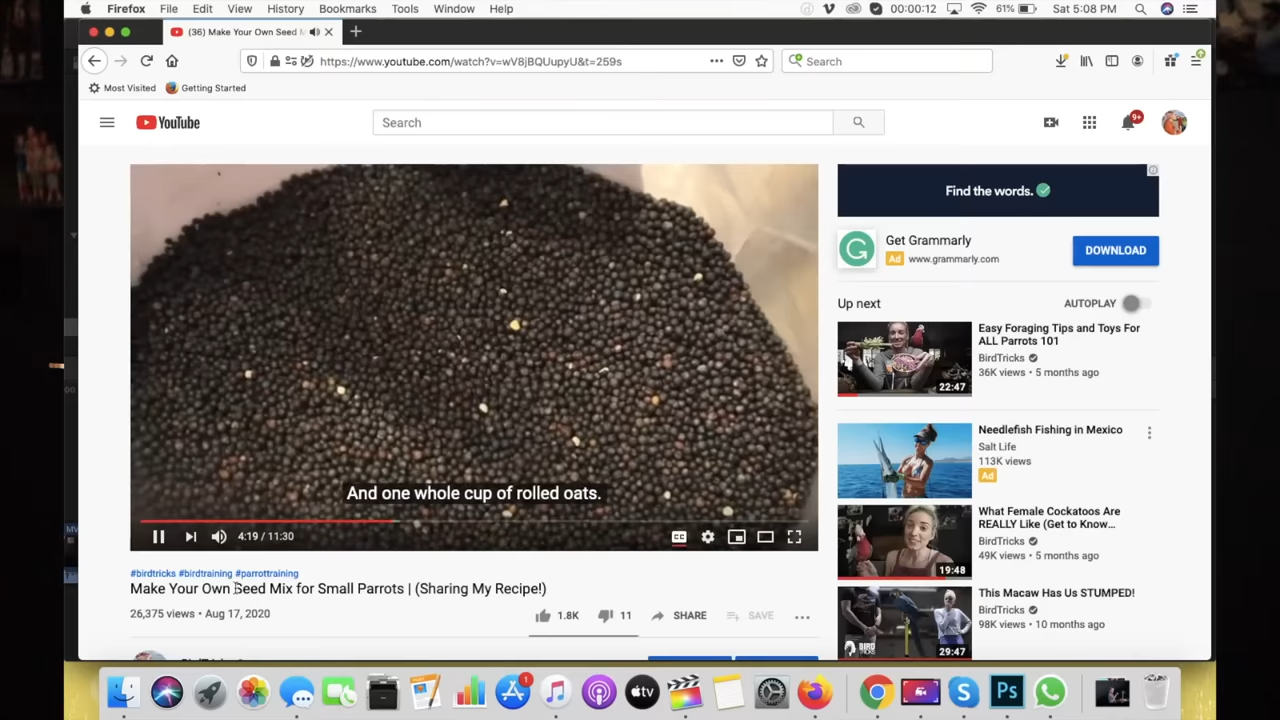 Firefox File Edit View History Bookmarks Tools Window Help 00:00:12 61% Sat 5:08 PM
(36) Make Your Own Seed M
https://www.youtube.com/watch?v=wV8jBQUupyU&t=259s Search
Most Visited Getting Started
YouTube Search 9+
Find the words.
Get Grammarly
Ad www.grammarly.com
DOWNLOAD
Up next AUTOPLAY
Easy Foraging Tips and Toys For
ALL Parrots 101
BirdTricks
36K views • 5 months ago
22:47
Needlefish Fishing in Mexico
Salt Life
113K views
Ad
What Female Cockatoos Are
REALLY Like (Get to Know…
BirdTricks
49K views • 5 months ago
19:48
This Macaw Has Us STUMPED!
BirdTricks
98K views • 10 months ago
BIRD
TRICKS
29:47
And one whole cup of rolled oats.
4:19 / 11:30
#birdtricks #birdtraining #parrottraining
Make Your Own Seed Mix for Small Parrots | (Sharing My Recipe!)
26,375 views • Aug 17, 2020
1.8K 11 SHARE SAVE
1
tv
Ps